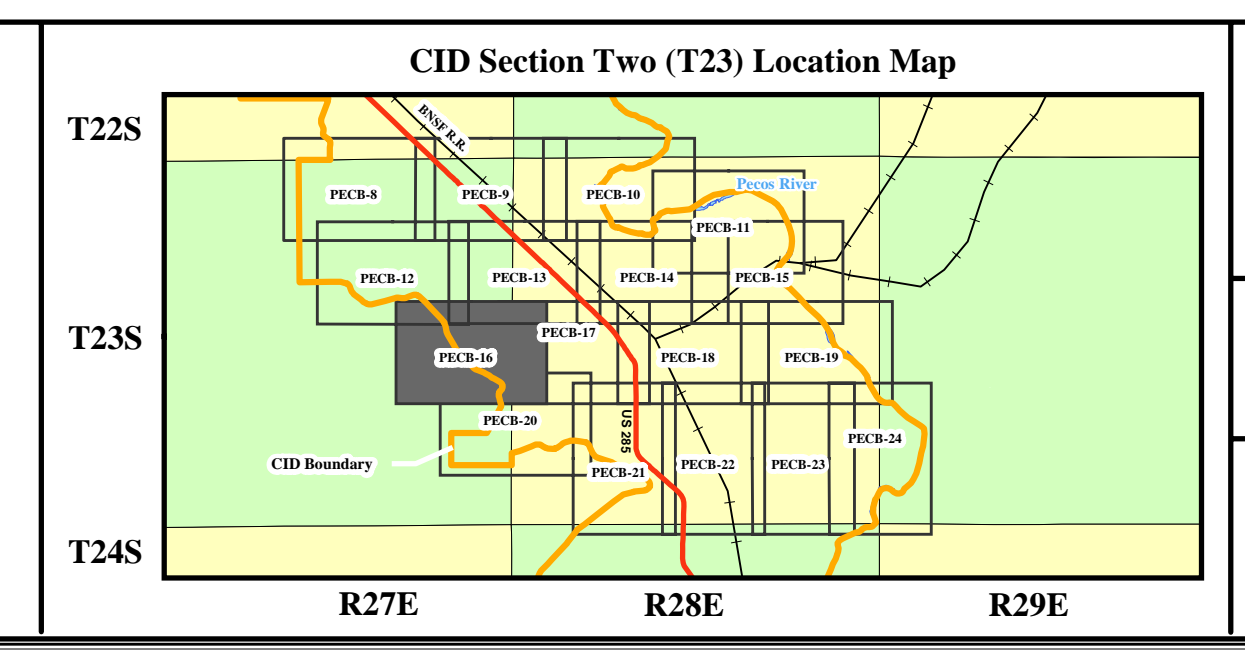 CID Section Two (T23) Location Map
T22S
BNSF R.R.
PECB-8
PECB-9
PECB-10
Pecos River
PECB-11
PECB-12
PECB-13
PECB-14
PECB-15
T23S
PECB-16
PECB-17
PECB-18
PECB-19
PECB-20
US 285
CID Boundary
PECB-21
PECB-22
PECB-23
PECB-24
T24S
R27E
R28E
R29E